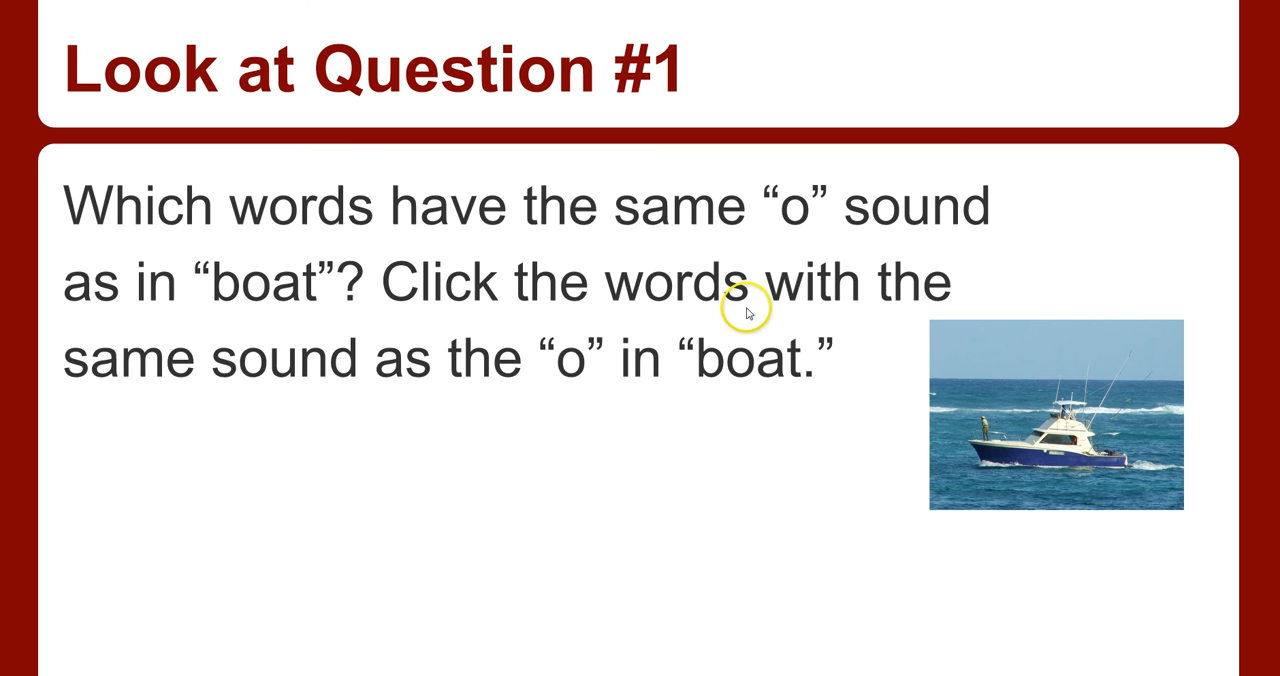 Look at Question #1
Which words have the same “o” sound
as in “boat”? Click the words with the
same sound as the “o” in “boat.”